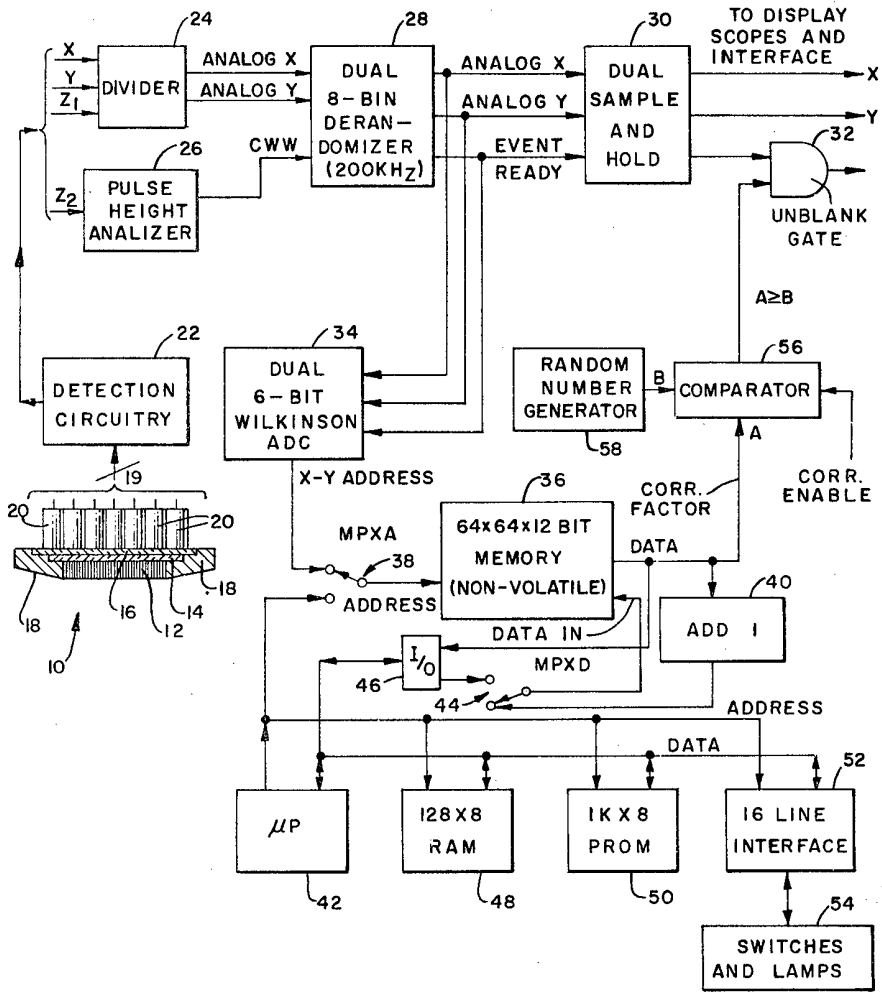 24
28
30
TO DISPLAY
SCOPES AND
INTERFACE
X
Y
Z1
DIVIDER
ANALOG X
ANALOG Y
DUAL
8-BIN
DERAN-
DOMIZER
(200KHZ)
ANALOG X
ANALOG Y
EVENT
READY
DUAL
SAMPLE
AND
HOLD
X
Y
32
UNBLANK
GATE
26
Z2
PULSE
HEIGHT
ANALIZER
CWW
A≥B
22
DETECTION
CIRCUITRY
34
DUAL
6-BIT
WILKINSON
ADC
RANDOM
NUMBER
GENERATOR
58
B
56
COMPARATOR
A
CORR.
FACTOR
CORR.
ENABLE
19
20
20
18
18
16
14
12
10
X-Y ADDRESS
MPXA
38
ADDRESS
36
64x64x12 BIT
MEMORY
(NON-VOLATILE)
DATA
40
ADD 1
DATA IN
I/O
46
MPXD
44
ADDRESS
DATA
µP
42
128X8
RAM
48
1K X 8
PROM
50
52
16 LINE
INTERFACE
54
SWITCHES
AND LAMPS